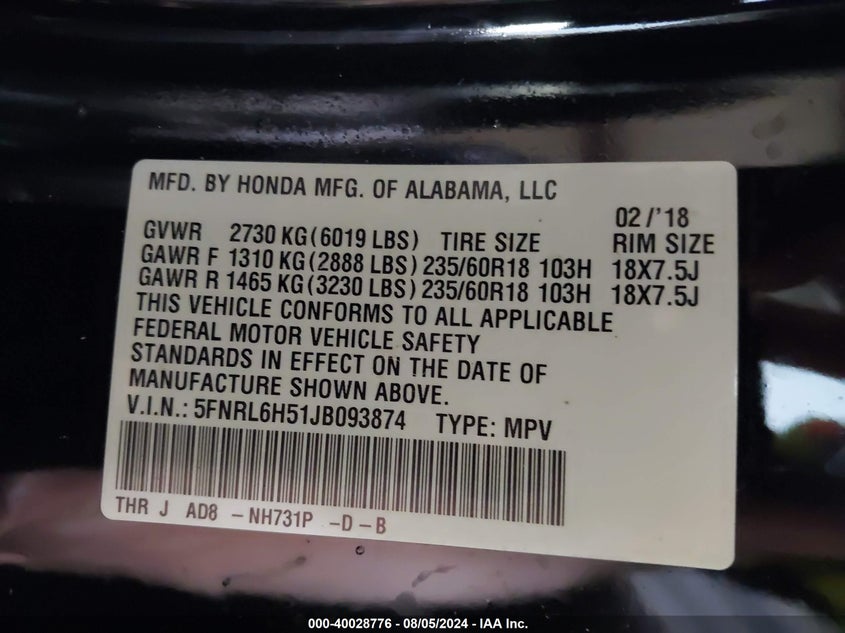 MFD. BY HONDA MFG. OF ALABAMA, LLC
02/'18
GVWR 2730 KG(6019 LBS) TIRE SIZE RIM SIZE
GAWR F 1310 KG(2888 LBS)235/60R18 103H 18X7.5J
GAWR R 1465 KG(3230 LBS)235/60R18 103H 18X7.5J
THIS VEHICLE CONFORMS TO ALL APPLICABLE
FEDERAL MOTOR VEHICLE SAFETY
STANDARDS IN EFFECT ON THE DATE OF
MANUFACTURE SHOWN ABOVE.
V.I.N.: 5FNRL6H51JB093874 TYPE: MPV
THR J AD8 -NH731P -D-B
000-40028776 - 08/05/2024 - IAA Inc.